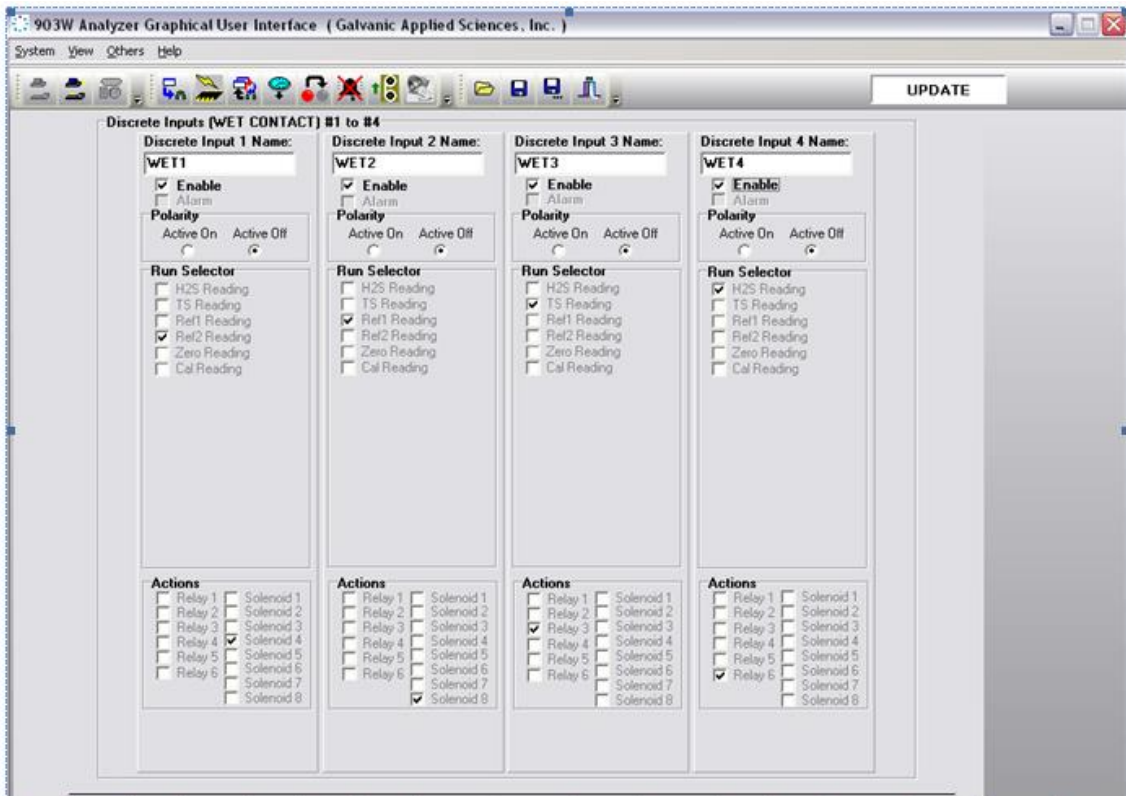 903W Analyzer Graphical User Interface ( Galvanic Applied Sciences, Inc. )
System View Others Help
UPDATE
Discrete Inputs (WET CONTACT) #1 to #4
Discrete Input 1 Name:
WET1
Enable
Alarm
Polarity
Active On Active Off
Run Selector
H2S Reading
TS Reading
Ref1 Reading
Ref2 Reading
Zero Reading
Cal Reading
Actions
Relay 1 Solenoid 1
Relay 2 Solenoid 2
Relay 3 Solenoid 3
Relay 4 Solenoid 4
Relay 5 Solenoid 5
Relay 6 Solenoid 6
Solenoid 7
Solenoid 8
Discrete Input 2 Name:
WET2
Enable
Alarm
Polarity
Active On Active Off
Run Selector
H2S Reading
TS Reading
Ref1 Reading
Ref2 Reading
Zero Reading
Cal Reading
Actions
Relay 1 Solenoid 1
Relay 2 Solenoid 2
Relay 3 Solenoid 3
Relay 4 Solenoid 4
Relay 5 Solenoid 5
Relay 6 Solenoid 6
Solenoid 7
Solenoid 8
Discrete Input 3 Name:
WET3
Enable
Alarm
Polarity
Active On Active Off
Run Selector
H2S Reading
TS Reading
Ref1 Reading
Ref2 Reading
Zero Reading
Cal Reading
Actions
Relay 1 Solenoid 1
Relay 2 Solenoid 2
Relay 3 Solenoid 3
Relay 4 Solenoid 4
Relay 5 Solenoid 5
Relay 6 Solenoid 6
Solenoid 7
Solenoid 8
Discrete Input 4 Name:
WET4
Enable
Alarm
Polarity
Active On Active Off
Run Selector
H2S Reading
TS Reading
Ref1 Reading
Ref2 Reading
Zero Reading
Cal Reading
Actions
Relay 1 Solenoid 1
Relay 2 Solenoid 2
Relay 3 Solenoid 3
Relay 4 Solenoid 4
Relay 5 Solenoid 5
Relay 6 Solenoid 6
Solenoid 7
Solenoid 8